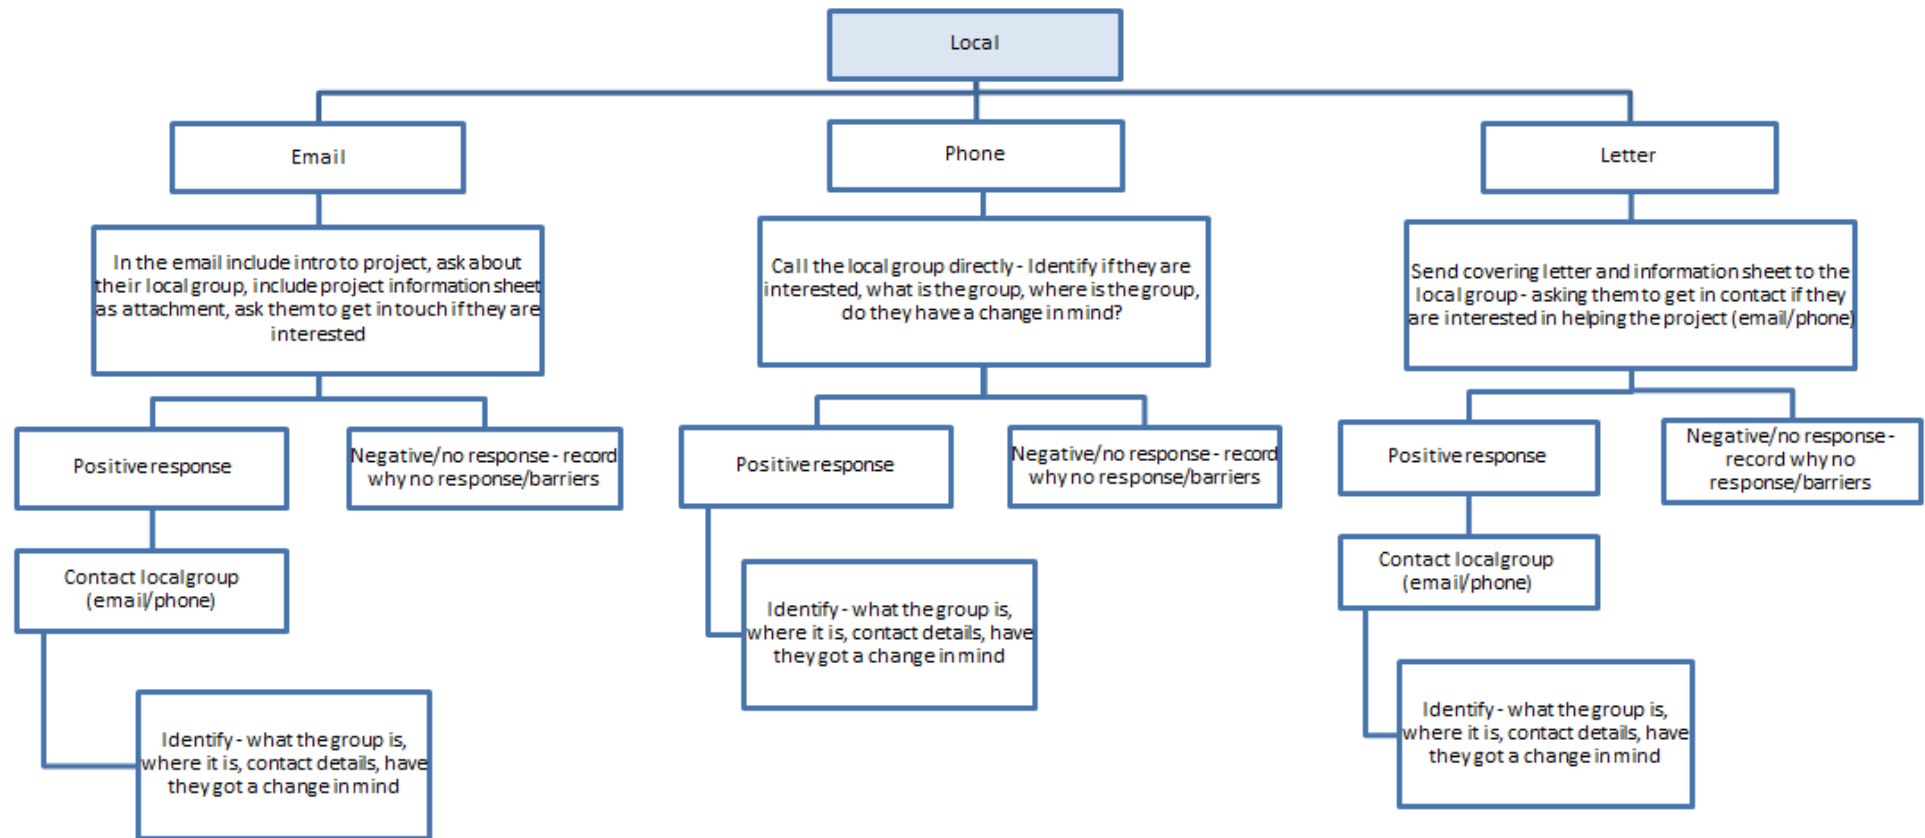 Local
Email
Phone
Letter
In the email include intro to project, ask about
their local group, include project information sheet
as attachment, ask them to get in touch if they are
interested
Call the local group directly - Identify if they are
interested, what is the group, where is the group,
do they have a change in mind?
Send covering letter and information sheet to the
local group - asking them to get in contact if they
are interested in helping the project (email/phone)
Positive response
Negative/no response - record
why no response/barriers
Positive response
Negative/no response - record
why no response/barriers
Positive response
Negative/no response -
record why no
response/barriers
Contact local group
(email/phone)
Identify - what the group is,
where it is, contact details, have
they got a change in mind
Contact local group
(email/phone)
Identify - what the group is,
where it is, contact details, have
they got a change in mind
Identify - what the group is,
where it is, contact details, have
they got a change in mind